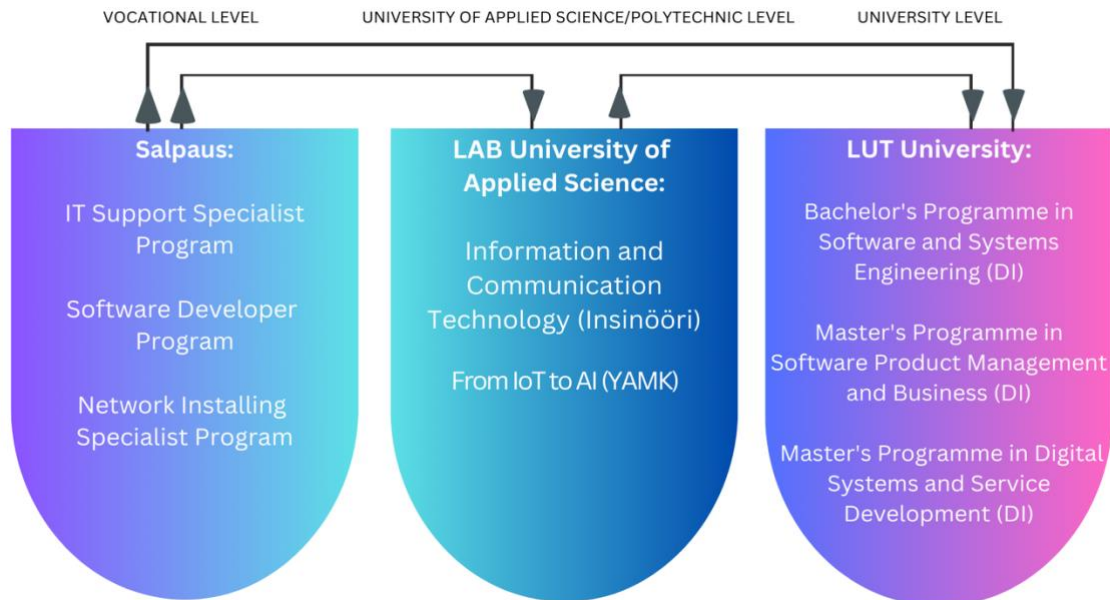 VOCATIONAL LEVEL
UNIVERSITY OF APPLIED SCIENCE/POLYTECHNIC LEVEL
UNIVERSITY LEVEL
Salpaus:
IT Support Specialist
Program
Software Developer
Program
Network Installing
Specialist Program
LAB University of
Applied Science:
Information and
Communication
Technology (Insinööri)
From IoT to AI (YAMK)
LUT University:
Bachelor's Programme in
Software and Systems
Engineering (DI)
Master's Programme in
Software Product Management
and Business (DI)
Master's Programme in Digital
Systems and Service
Development (DI)